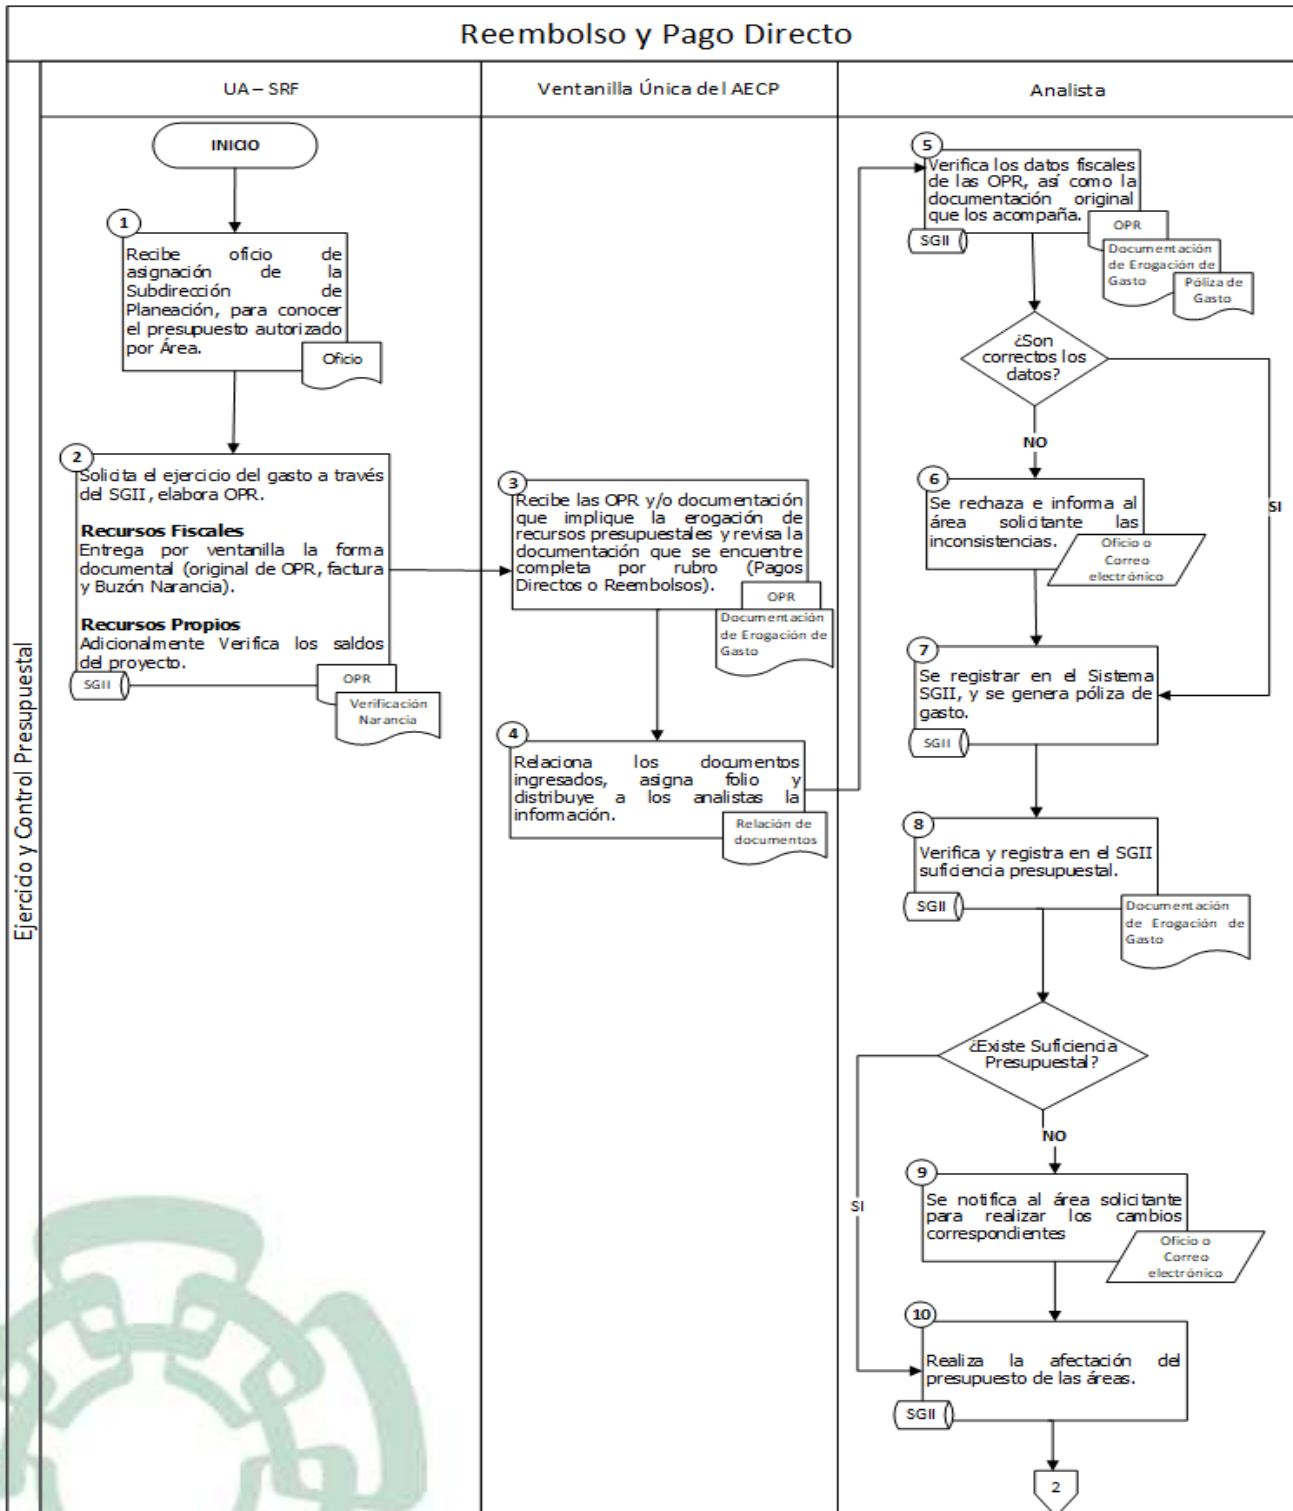 Reembolso y Pago Directo
Ejercicio y Control Presupuestal
UA – SRF
INICIO
1
Recibe oficio de
asignación de la
Subdirección de
Planeación, para conocer
el presupuesto autorizado
por Área.
Oficio
2
Solicita el ejercicio del gasto a través
del SGII, elabora OPR.
Recursos Fiscales
Entrega por ventanilla la forma
documental (original de OPR, factura
y Buzón Narancia).
Recursos Propios
Adicionalmente Verifica los saldos
del proyecto.
SGII
OPR
Verificación
Narancia
Ventanilla Única del AECP
3
Recibe las OPR y/o documentación
que implique la erogación de
recursos presupuestales y revisa la
documentación que se encuentre
completa por rubro (Pagos
Directos o Reembolsos).
OPR
Documentación
de Erogación de
Gasto
4
Relaciona los documentos
ingresados, asigna folio y
distribuye a los analistas la
información.
Relación de
documentos
Analista
5
Verifica los datos fiscales
de las OPR, así como la
documentación original
que los acompaña.
SGII
OPR
Documentación
de Erogación de
Gasto
Póliza de
Gasto
¿Son
correctos los
datos?
NO
SI
6
Se rechaza e informa al
área solicitante las
inconsistencias.
Oficio o
Correo
electrónico
7
Se registrar en el Sistema
SGII, y se genera póliza de
gasto.
SGII
8
Verifica y registra en el SGII
suficiencia presupuestal.
SGII
Documentación
de Erogación de
Gasto
¿Existe Suficiencia
Presupuestal?
NO
SI
9
Se notifica al área solicitante
para realizar los cambios
correspondientes
Oficio o
Correo
electrónico
10
Realiza la afectación del
presupuesto de las áreas.
SGII
2